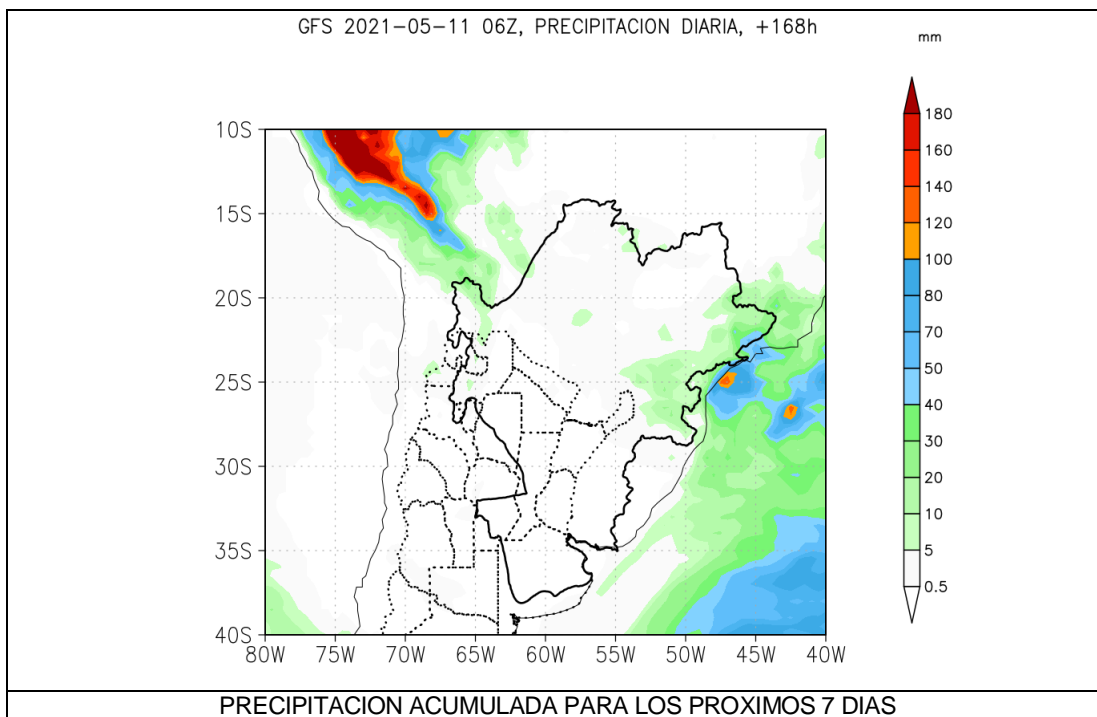 GFS 2021-05-11 06Z, PRECIPITACION DIARIA, +168h
mm
180
160
140
120
100
80
70
60
50
40
30
20
10
5
0.5
10S
15S
20S
25S
30S
35S
40S
80W 75W 70W 65W 60W 55W 50W 45W 40W
PRECIPITACION ACUMULADA PARA LOS PROXIMOS 7 DIAS